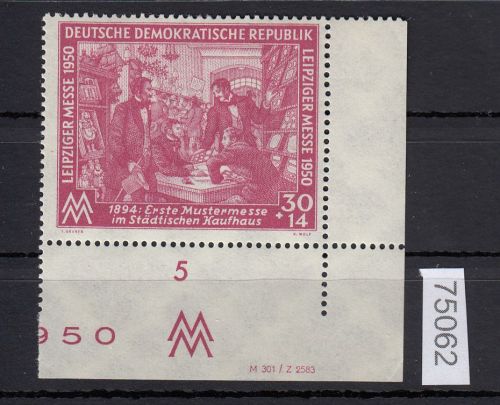 DEUTSCHE DEMOKRATISCHE REPUBLIK
LEIPZIGER MESSE 1950
LEIPZIGER MESSE 1950
30
+ 14
1894: Erste Mustermesse
im Städtischen Kaufhaus
MM
5
950
MM
M 301 / Z 2583
75062